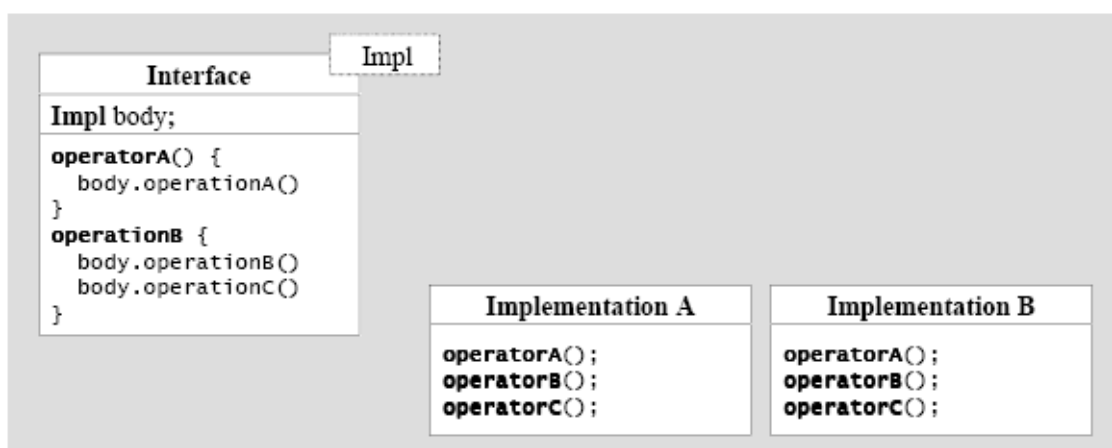 Impl
Interface
Impl body;
operatorA() {
body.operationA()
}
operationB {
body.operationB()
body.operationC()
}
Implementation A
operatorA();
operatorB();
operatorC();
Implementation B
operatorA();
operatorB();
operatorC();